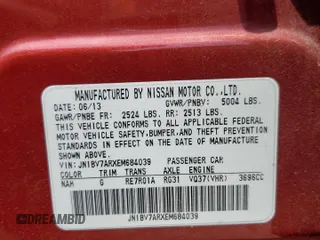 MANUFACTURED BY NISSAN MOTOR CO.,LTD.
DATE: 06/13 GVWR/PNBV: 5004 LBS.
GAWR/PNBE FR: 2524 LBS. RR: 2513 LBS.
THIS VEHICLE CONFORMS TO ALL APPLICABLE FEDERAL
MOTOR VEHICLE SAFETY,BUMPER,AND THEFT PREVENTION
STANDARDS IN EFFECT ON THE DATE OF MANUFACTURE
SHOWN ABOVE.
VIN: JN1BV7ARXEM684039 PASSENGER CAR
COLOR TRIM TRANS AXLE ENGINE
NAH G RE7R01A RG31 VQ37(VHR) 3696CC
JN1BV7ARXEM684039
DREAMBID